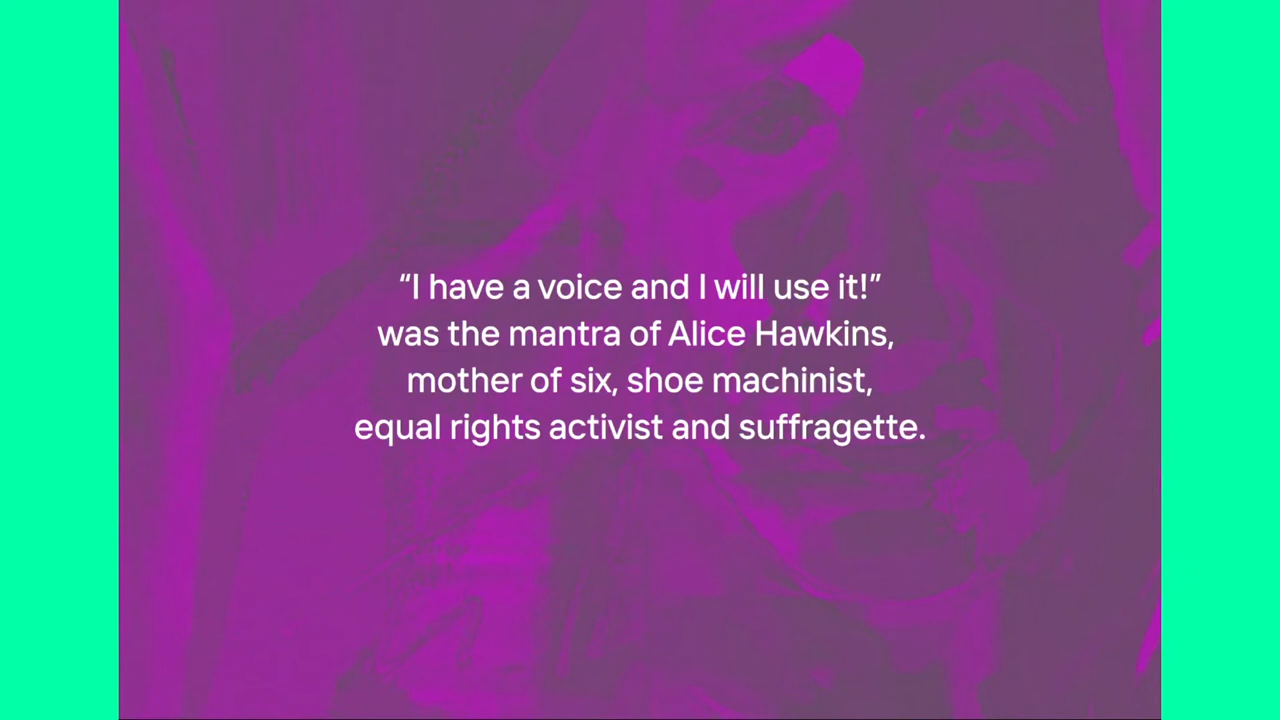 “I have a voice and I will use it!”
was the mantra of Alice Hawkins,
mother of six, shoe machinist,
equal rights activist and suffragette.